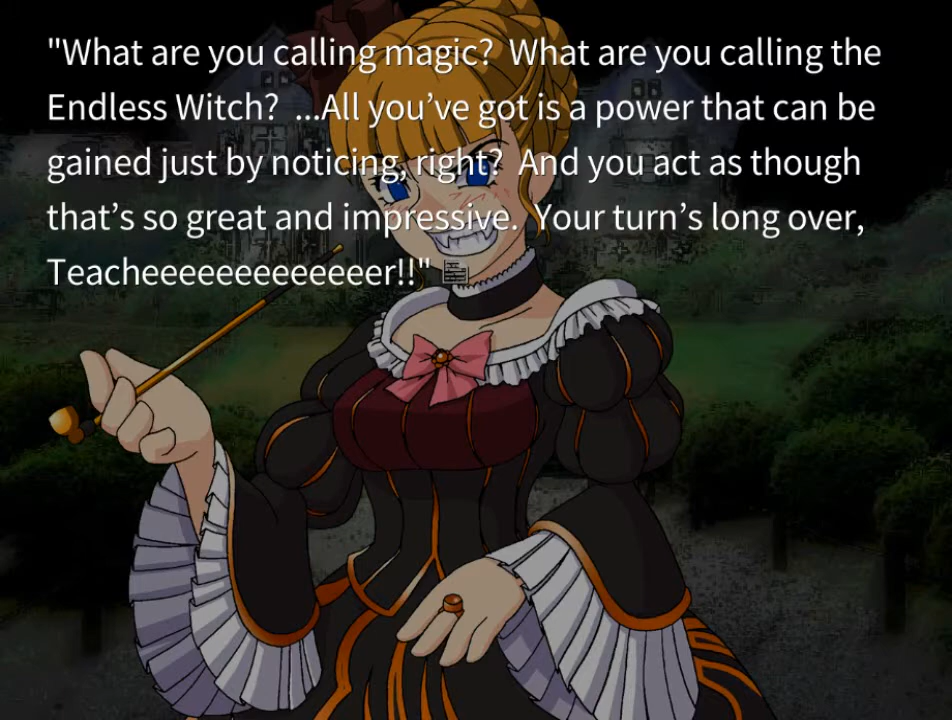 "What are you calling magic?  What are you calling the
Endless Witch?  ...All you’ve got is a power that can be
gained just by noticing, right?  And you act as though
that’s so great and impressive.  Your turn’s long over,
Teacheeeeeeeeeeeeer!!"